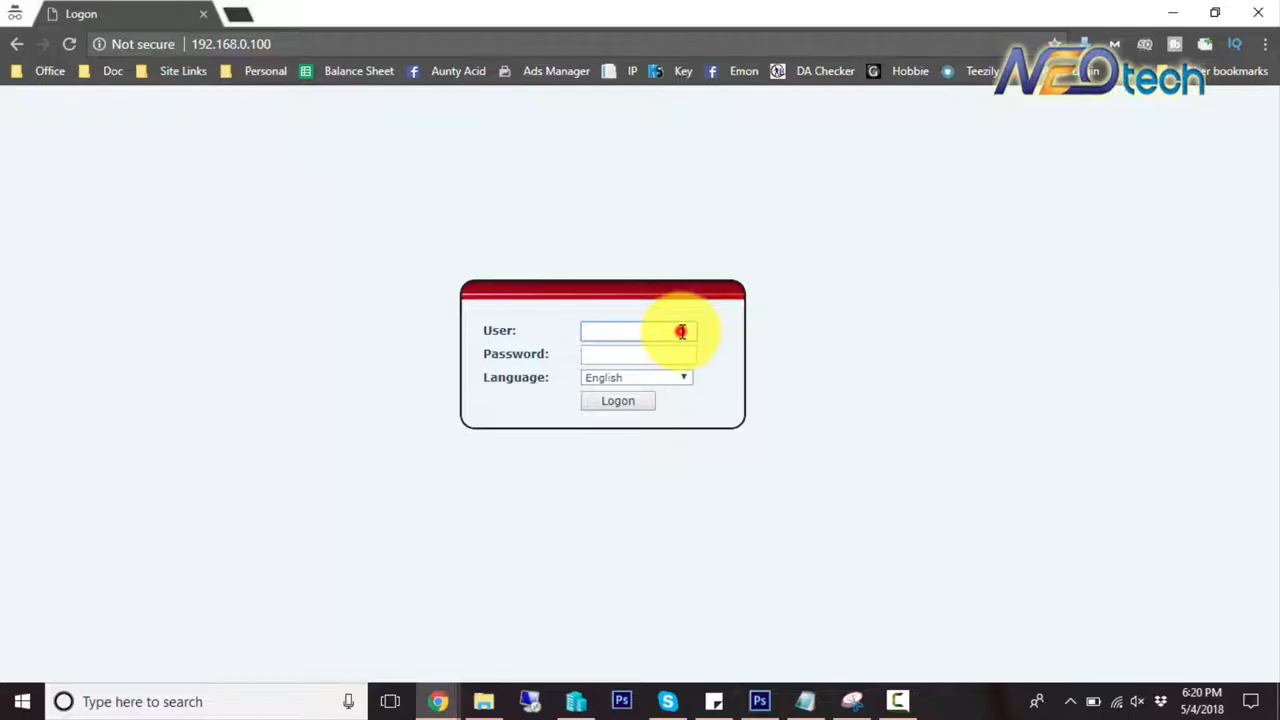 Logon
Not secure | 192.168.0.100
Office Doc Site Links Personal Balance Sheet Aunty Acid Ads Manager IP Key Emon DA Checker Hobbie Teezily bookmarks
NEOtech
User:
Password:
Language: English
Logon
Type here to search
6:20 PM
5/4/2018